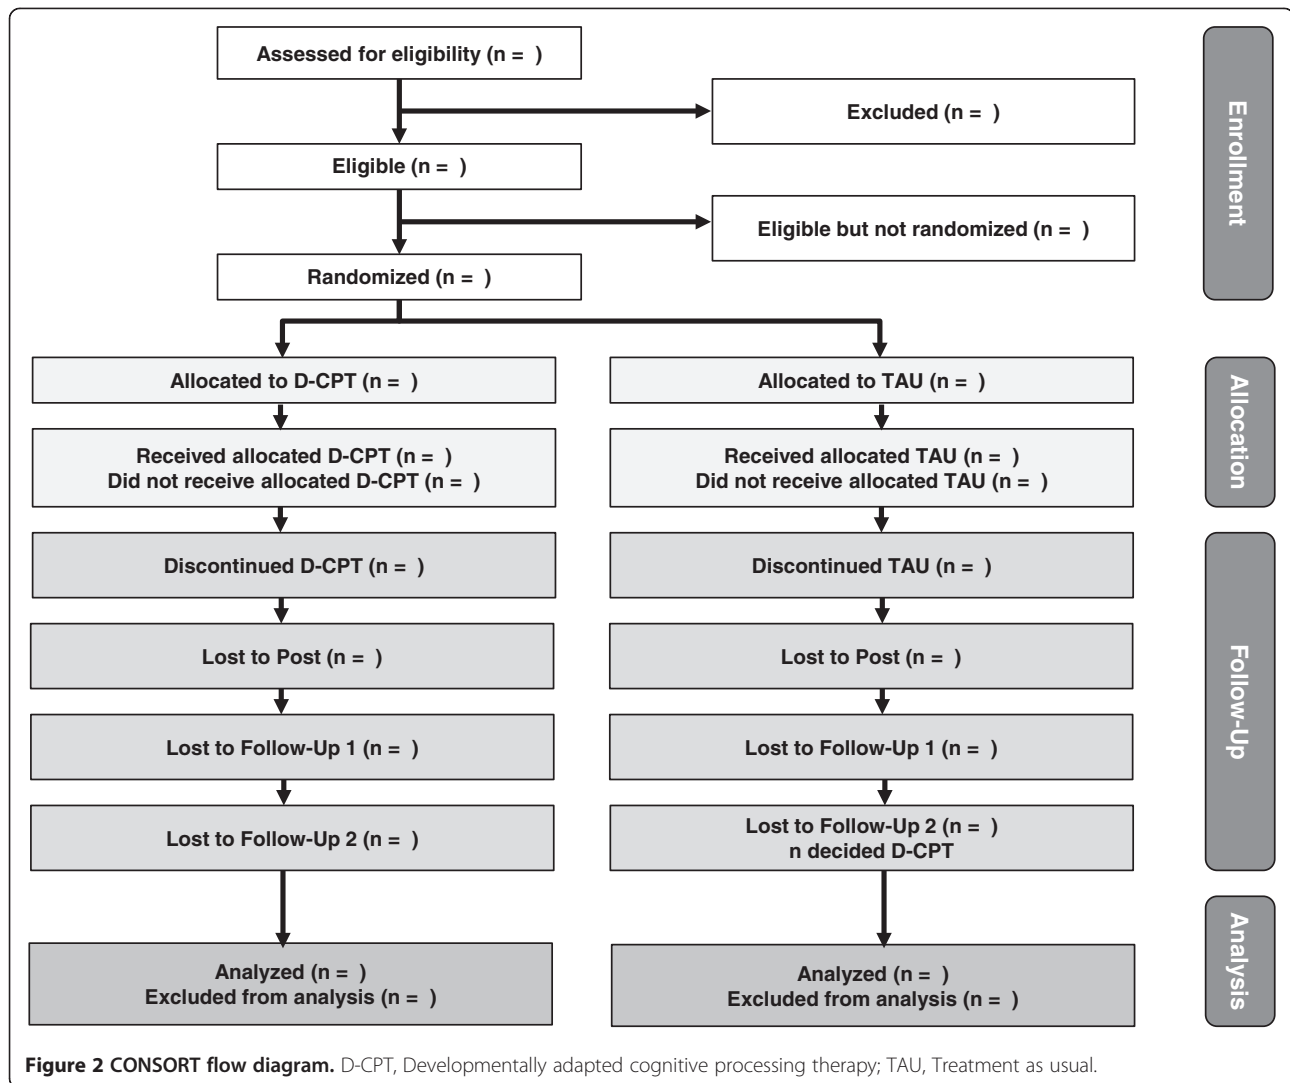 Assessed for eligibility (n =  )
Excluded (n =  )
Eligible (n =  )
Eligible but not randomized (n =  )
Randomized (n =  )
Enrollment
Allocated to D-CPT (n =  )
Allocated to TAU (n =  )
Received allocated D-CPT (n =  )
Did not receive allocated D-CPT (n =  )
Received allocated TAU (n =  )
Did not receive allocated TAU (n =  )
Allocation
Discontinued D-CPT (n =  )
Discontinued TAU (n =  )
Lost to Post (n =  )
Lost to Post (n =  )
Lost to Follow-Up 1 (n =  )
Lost to Follow-Up 1 (n =  )
Lost to Follow-Up 2 (n =  )
Lost to Follow-Up 2 (n =  )
n decided D-CPT
Follow-Up
Analyzed (n =  )
Excluded from analysis (n =  )
Analyzed (n =  )
Excluded from analysis (n =  )
Analysis
Figure 2 CONSORT flow diagram. D-CPT, Developmentally adapted cognitive processing therapy; TAU, Treatment as usual.